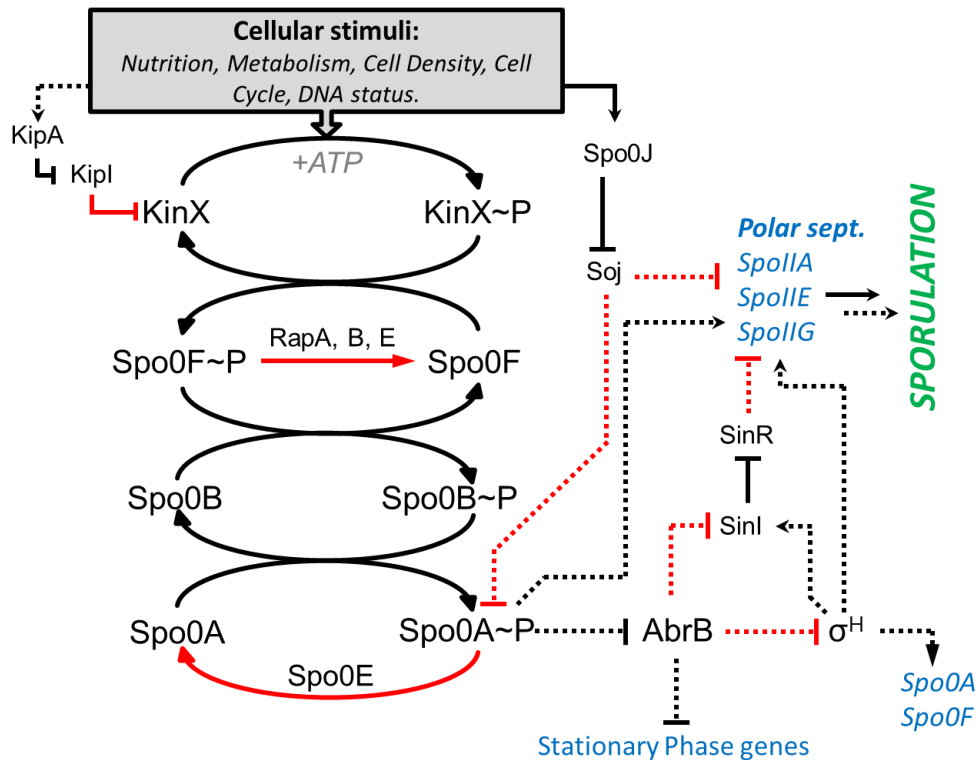 Cellular stimuli:
Nutrition, Metabolism, Cell Density, Cell
Cycle, DNA status.
KipA
KipI
+ATP
KinX
KinX~P
Spo0J
Soj
Polar sept.
SpoIIA
SpoIIE
SpoIIG
SPORULATION
Spo0F~P
RapA, B, E
Spo0F
SinR
Spo0B
Spo0B~P
SinI
Spo0A
Spo0A~P
AbrB
σH
Spo0E
Spo0A
Spo0F
Stationary Phase genes